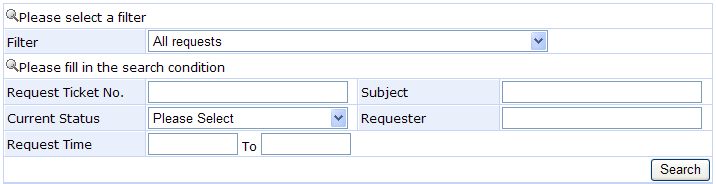 Please select a filter
Filter All requests
Please fill in the search condition
Request Ticket No. Subject
Current Status Please Select Requester
Request Time To
Search